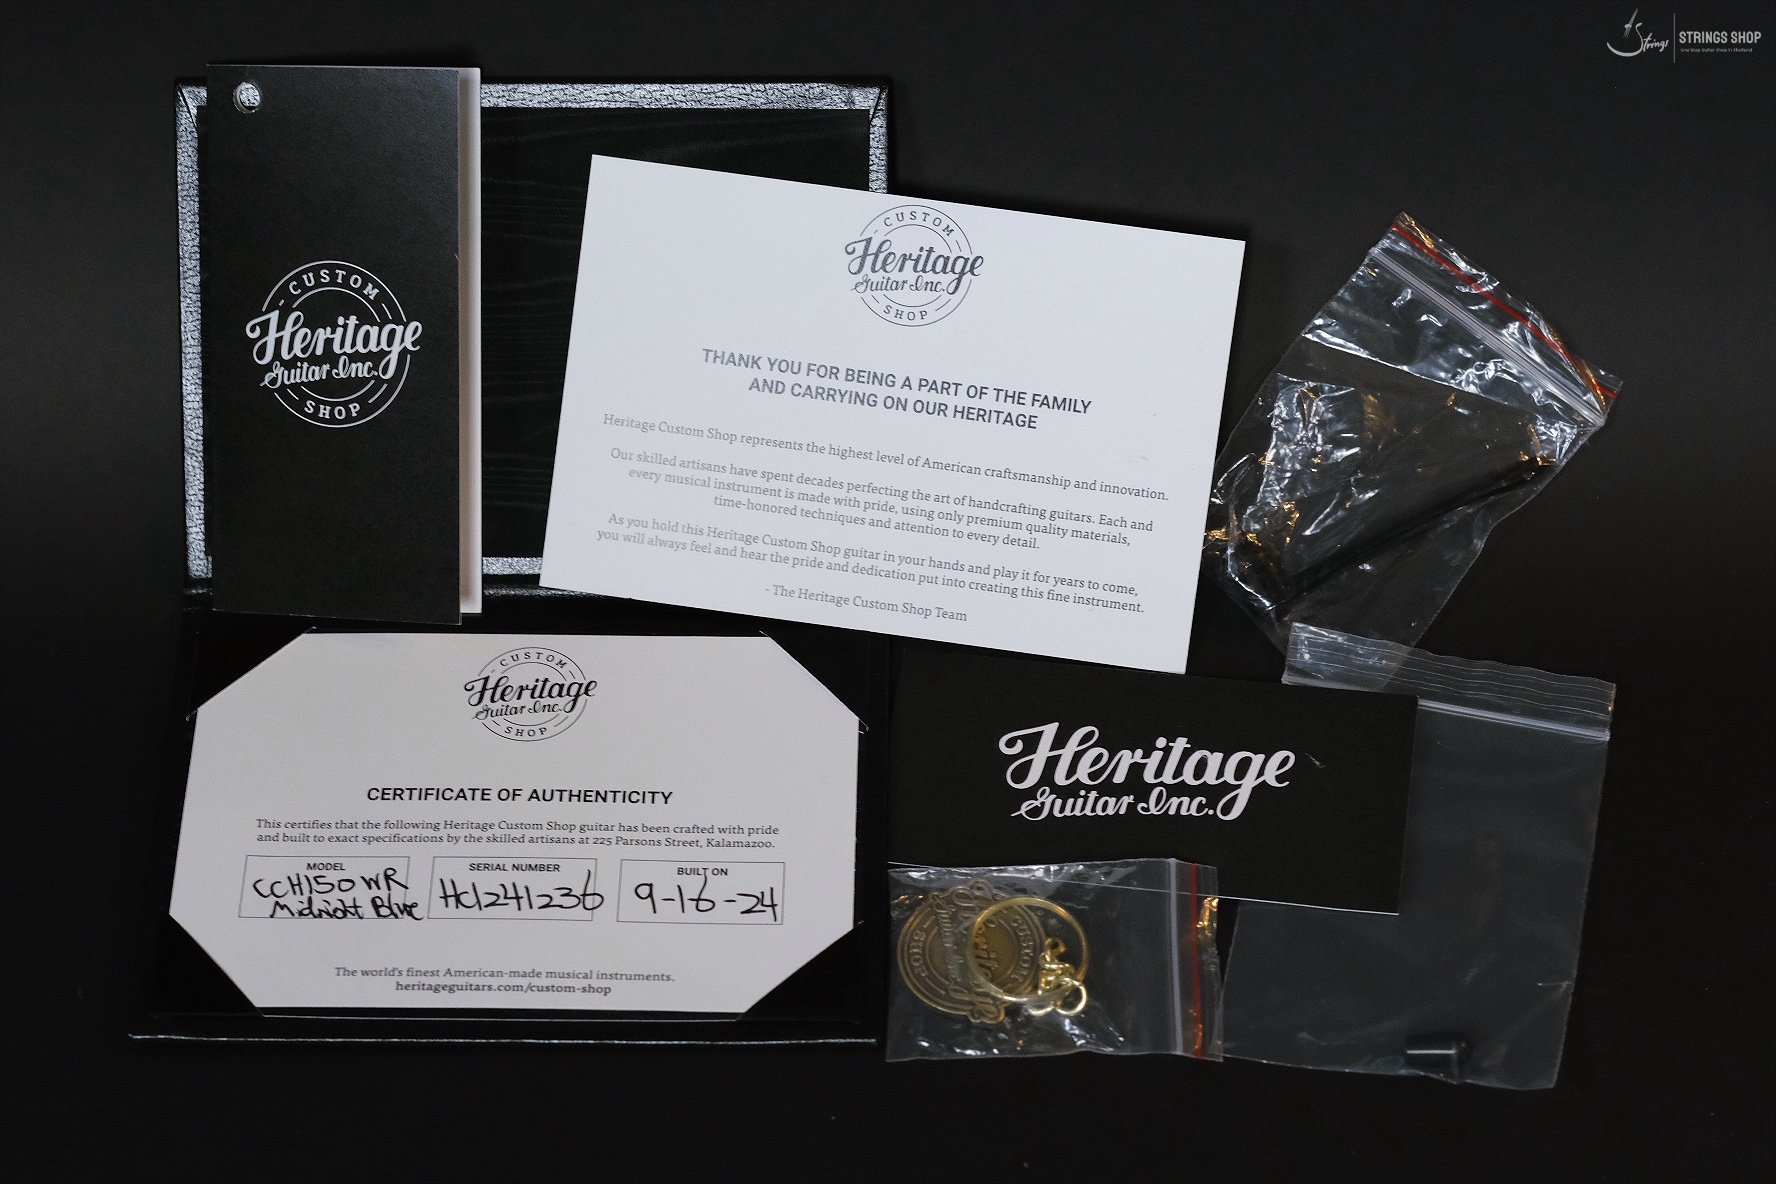 Strings
STRINGS SHOP
One Stop Guitar Shop in Thailand
CUSTOM
Heritage
Guitar Inc.
SHOP
CUSTOM
Heritage
Guitar Inc.
SHOP
THANK YOU FOR BEING A PART OF THE FAMILY
AND CARRYING ON OUR HERITAGE
Heritage Custom Shop represents the highest level of American craftsmanship and innovation.
Our skilled artisans have spent decades perfecting the art of handcrafting guitars. Each and
every musical instrument is made with pride, using only premium quality materials,
time-honored techniques and attention to every detail.
As you hold this Heritage Custom Shop guitar in your hands and play it for years to come,
you will always feel and hear the pride and dedication put into creating this fine instrument.
- The Heritage Custom Shop Team
CUSTOM
Heritage
Guitar Inc.
SHOP
CERTIFICATE OF AUTHENTICITY
This certifies that the following Heritage Custom Shop guitar has been crafted with pride
and built to exact specifications by the skilled artisans at 225 Parsons Street, Kalamazoo.
MODEL
CCH150 WR
Midnight Blue
SERIAL NUMBER
HC1241236
BUILT ON
9-16-24
The world's finest American-made musical instruments.
heritageguitars.com/custom-shop
Heritage
Guitar Inc.
CUSTOM
SHOP